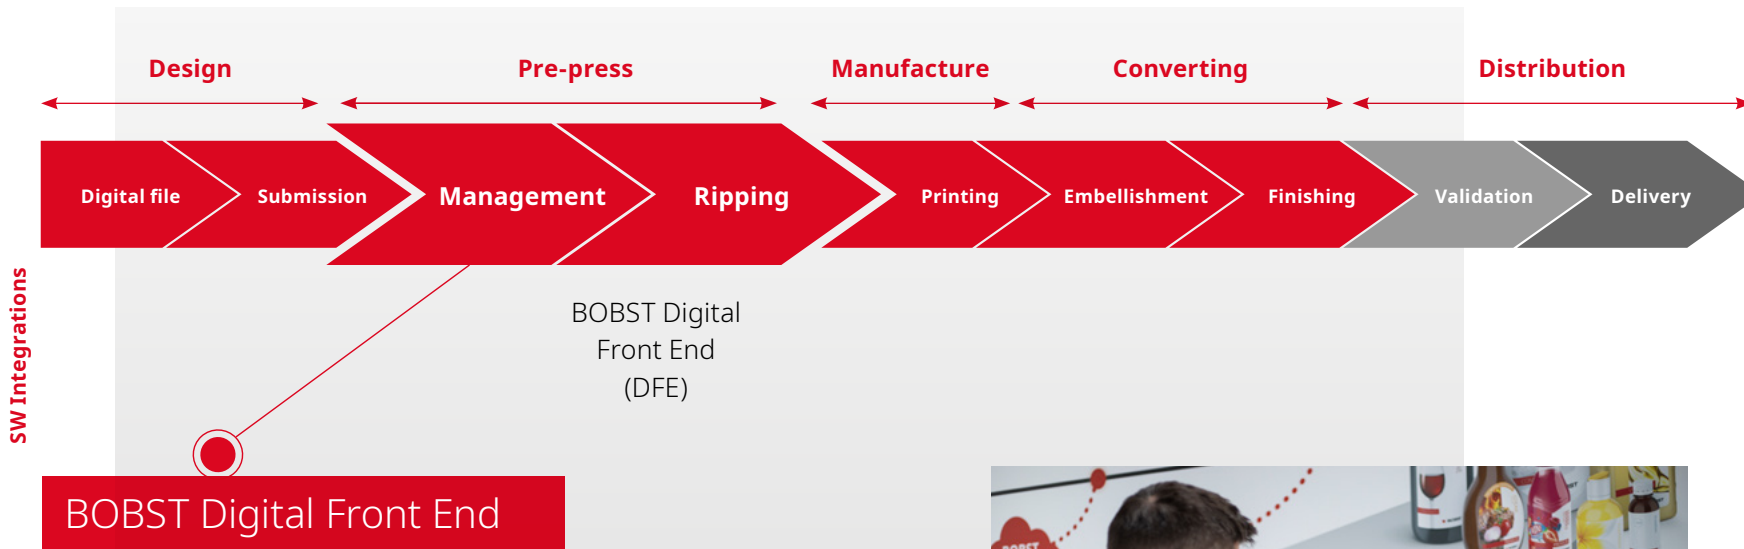 Design
Pre-press
Manufacture
Converting
Distribution
Digital file
Submission
Management
Ripping
Printing
Embellishment
Finishing
Validation
Delivery
SW Integrations
BOBST Digital
Front End
(DFE)
BOBST Digital Front End
BOBST